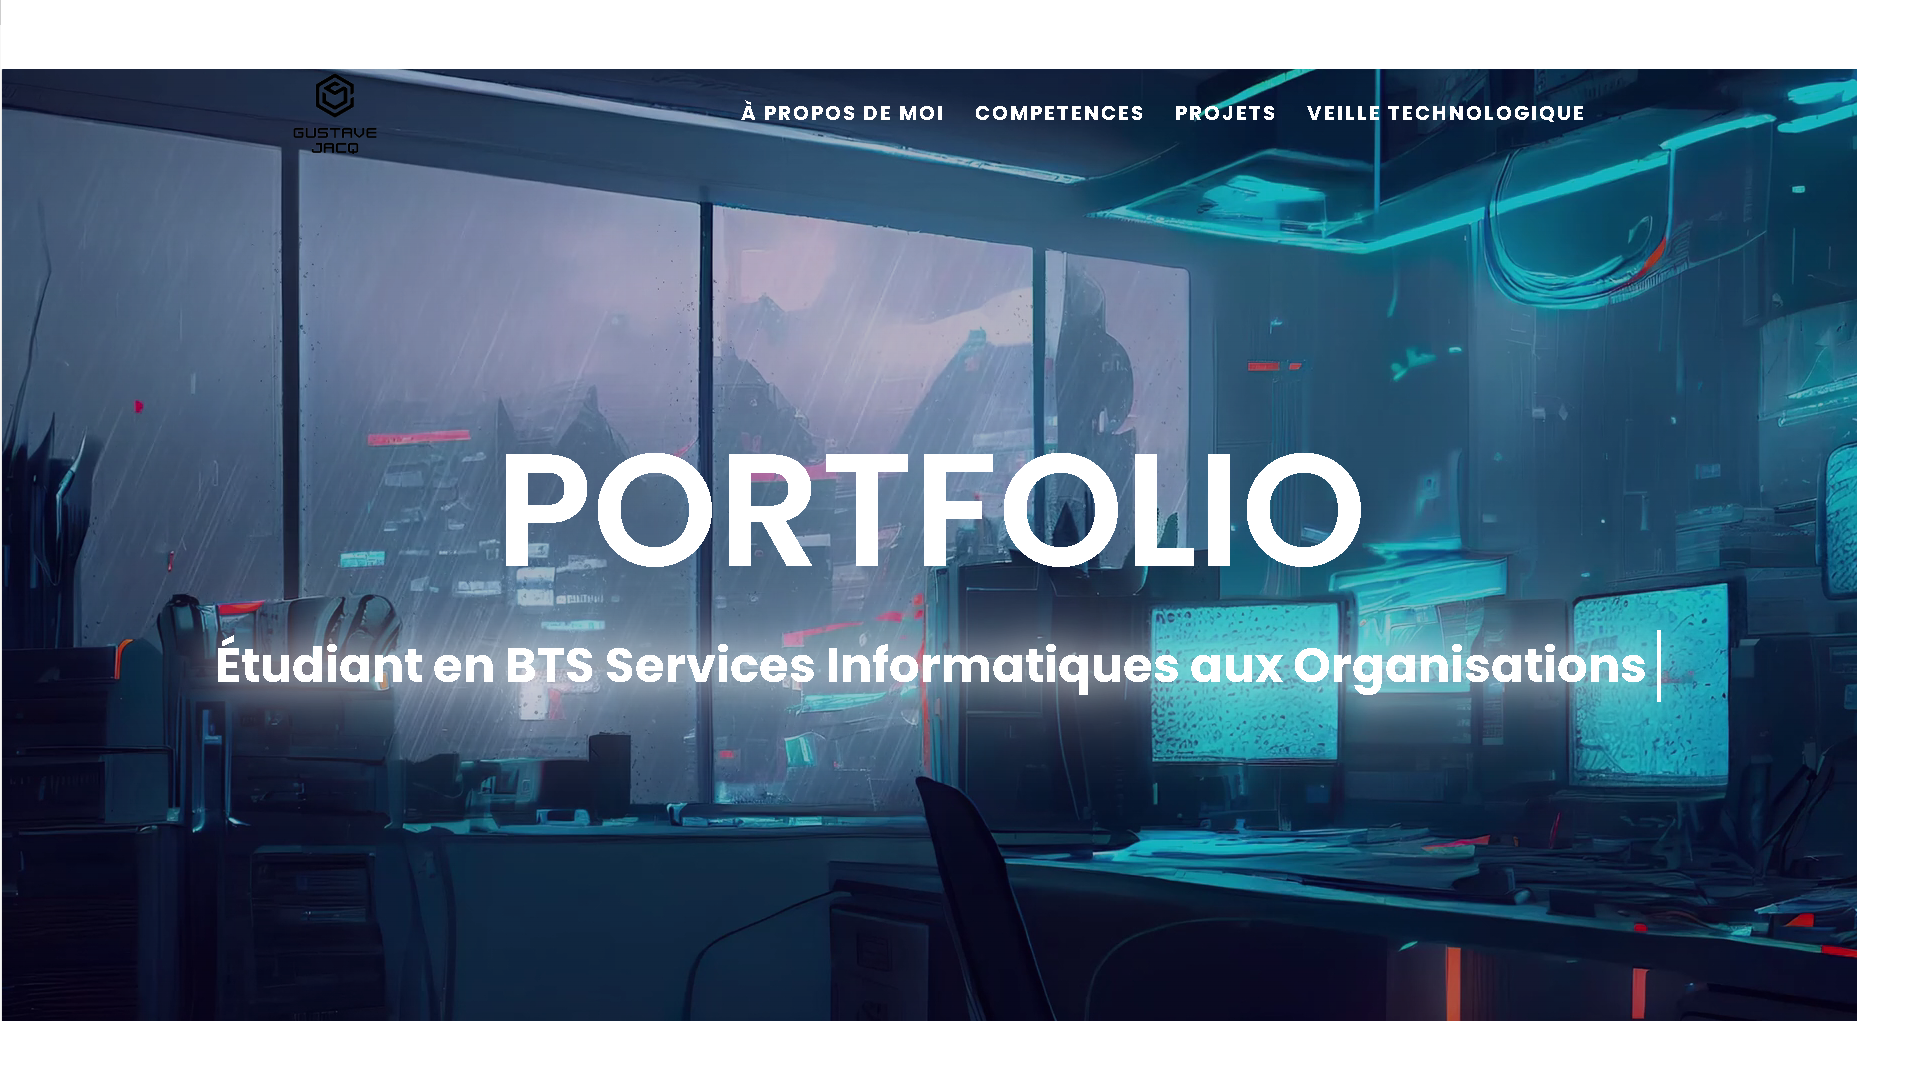 GUSTAVE
JACQ
À PROPOS DE MOI COMPETENCES PROJETS VEILLE TECHNOLOGIQUE
PORTFOLIO
Étudiant en BTS Services Informatiques aux Organisations